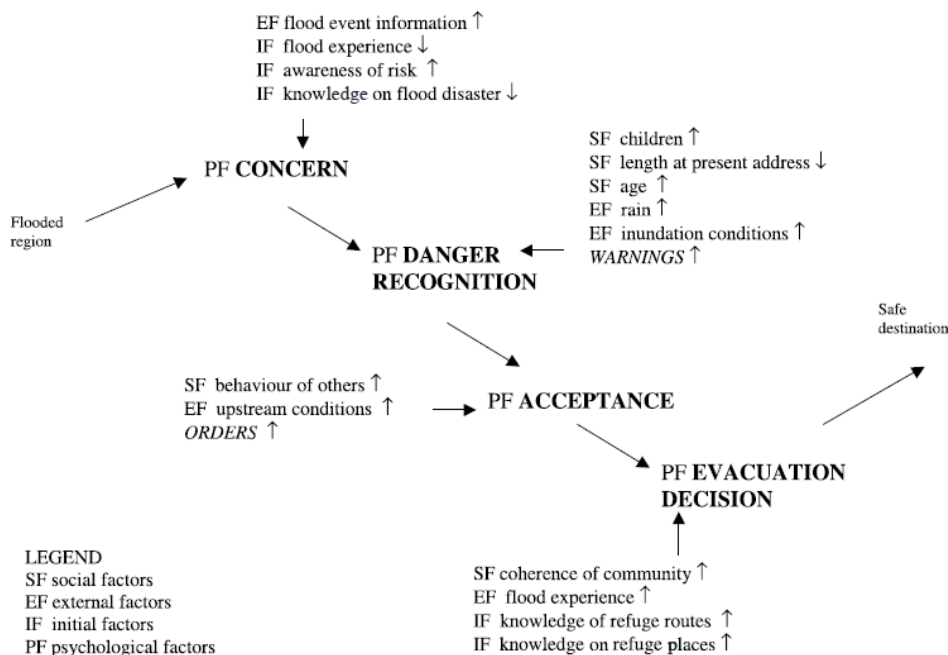 EF flood event information ↑
IF flood experience ↓
IF awareness of risk ↑
IF knowledge on flood disaster ↓
PF CONCERN
SF children ↑
SF length at present address ↓
SF age ↑
EF rain ↑
EF inundation conditions ↑
WARNINGS ↑
Flooded
region
PF DANGER
RECOGNITION
Safe
destination
SF behaviour of others ↑
EF upstream conditions ↑
ORDERS ↑
PF ACCEPTANCE
PF EVACUATION
DECISION
LEGEND
SF social factors
EF external factors
IF initial factors
PF psychological factors
SF coherence of community ↑
EF flood experience ↑
IF knowledge of refuge routes ↑
IF knowledge on refuge places ↑